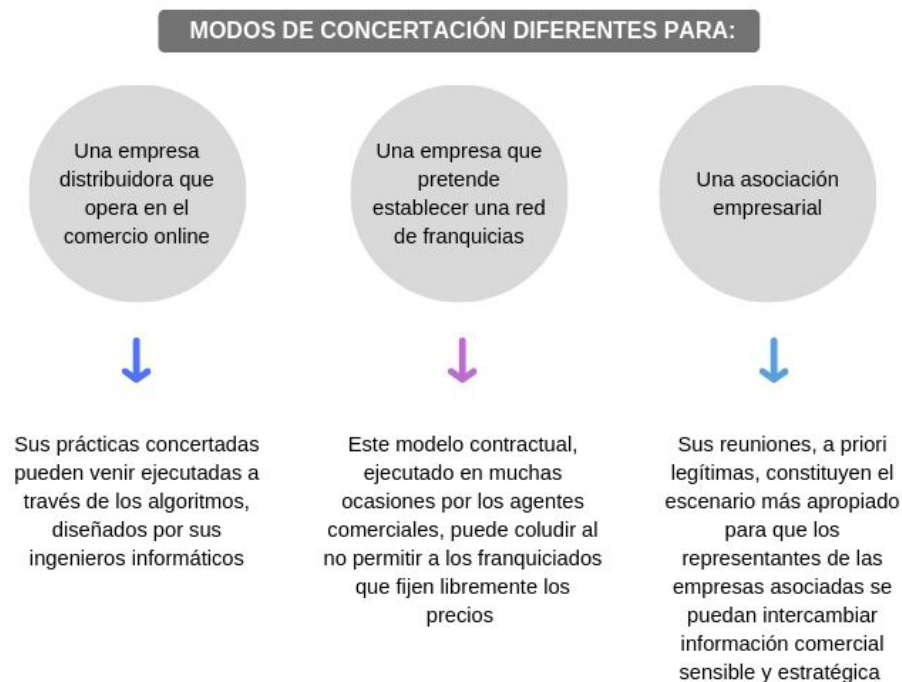 MODOS DE CONCERTACIÓN DIFERENTES PARA:
Una empresa
distribuidora que
opera en el
comercio online
Una empresa que
pretende
establecer una red
de franquicias
Una asociación
empresarial
Sus prácticas concertadas
pueden venir ejecutadas a
través de los algoritmos,
diseñados por sus
ingenieros informáticos
Este modelo contractual,
ejecutado en muchas
ocasiones por los agentes
comerciales, puede coludir al
no permitir a los franquiciados
que fijen libremente los
precios
Sus reuniones, a priori
legítimas, constituyen el
escenario más apropiado
para que los
representantes de las
empresas asociadas se
puedan intercambiar
información comercial
sensible y estratégica